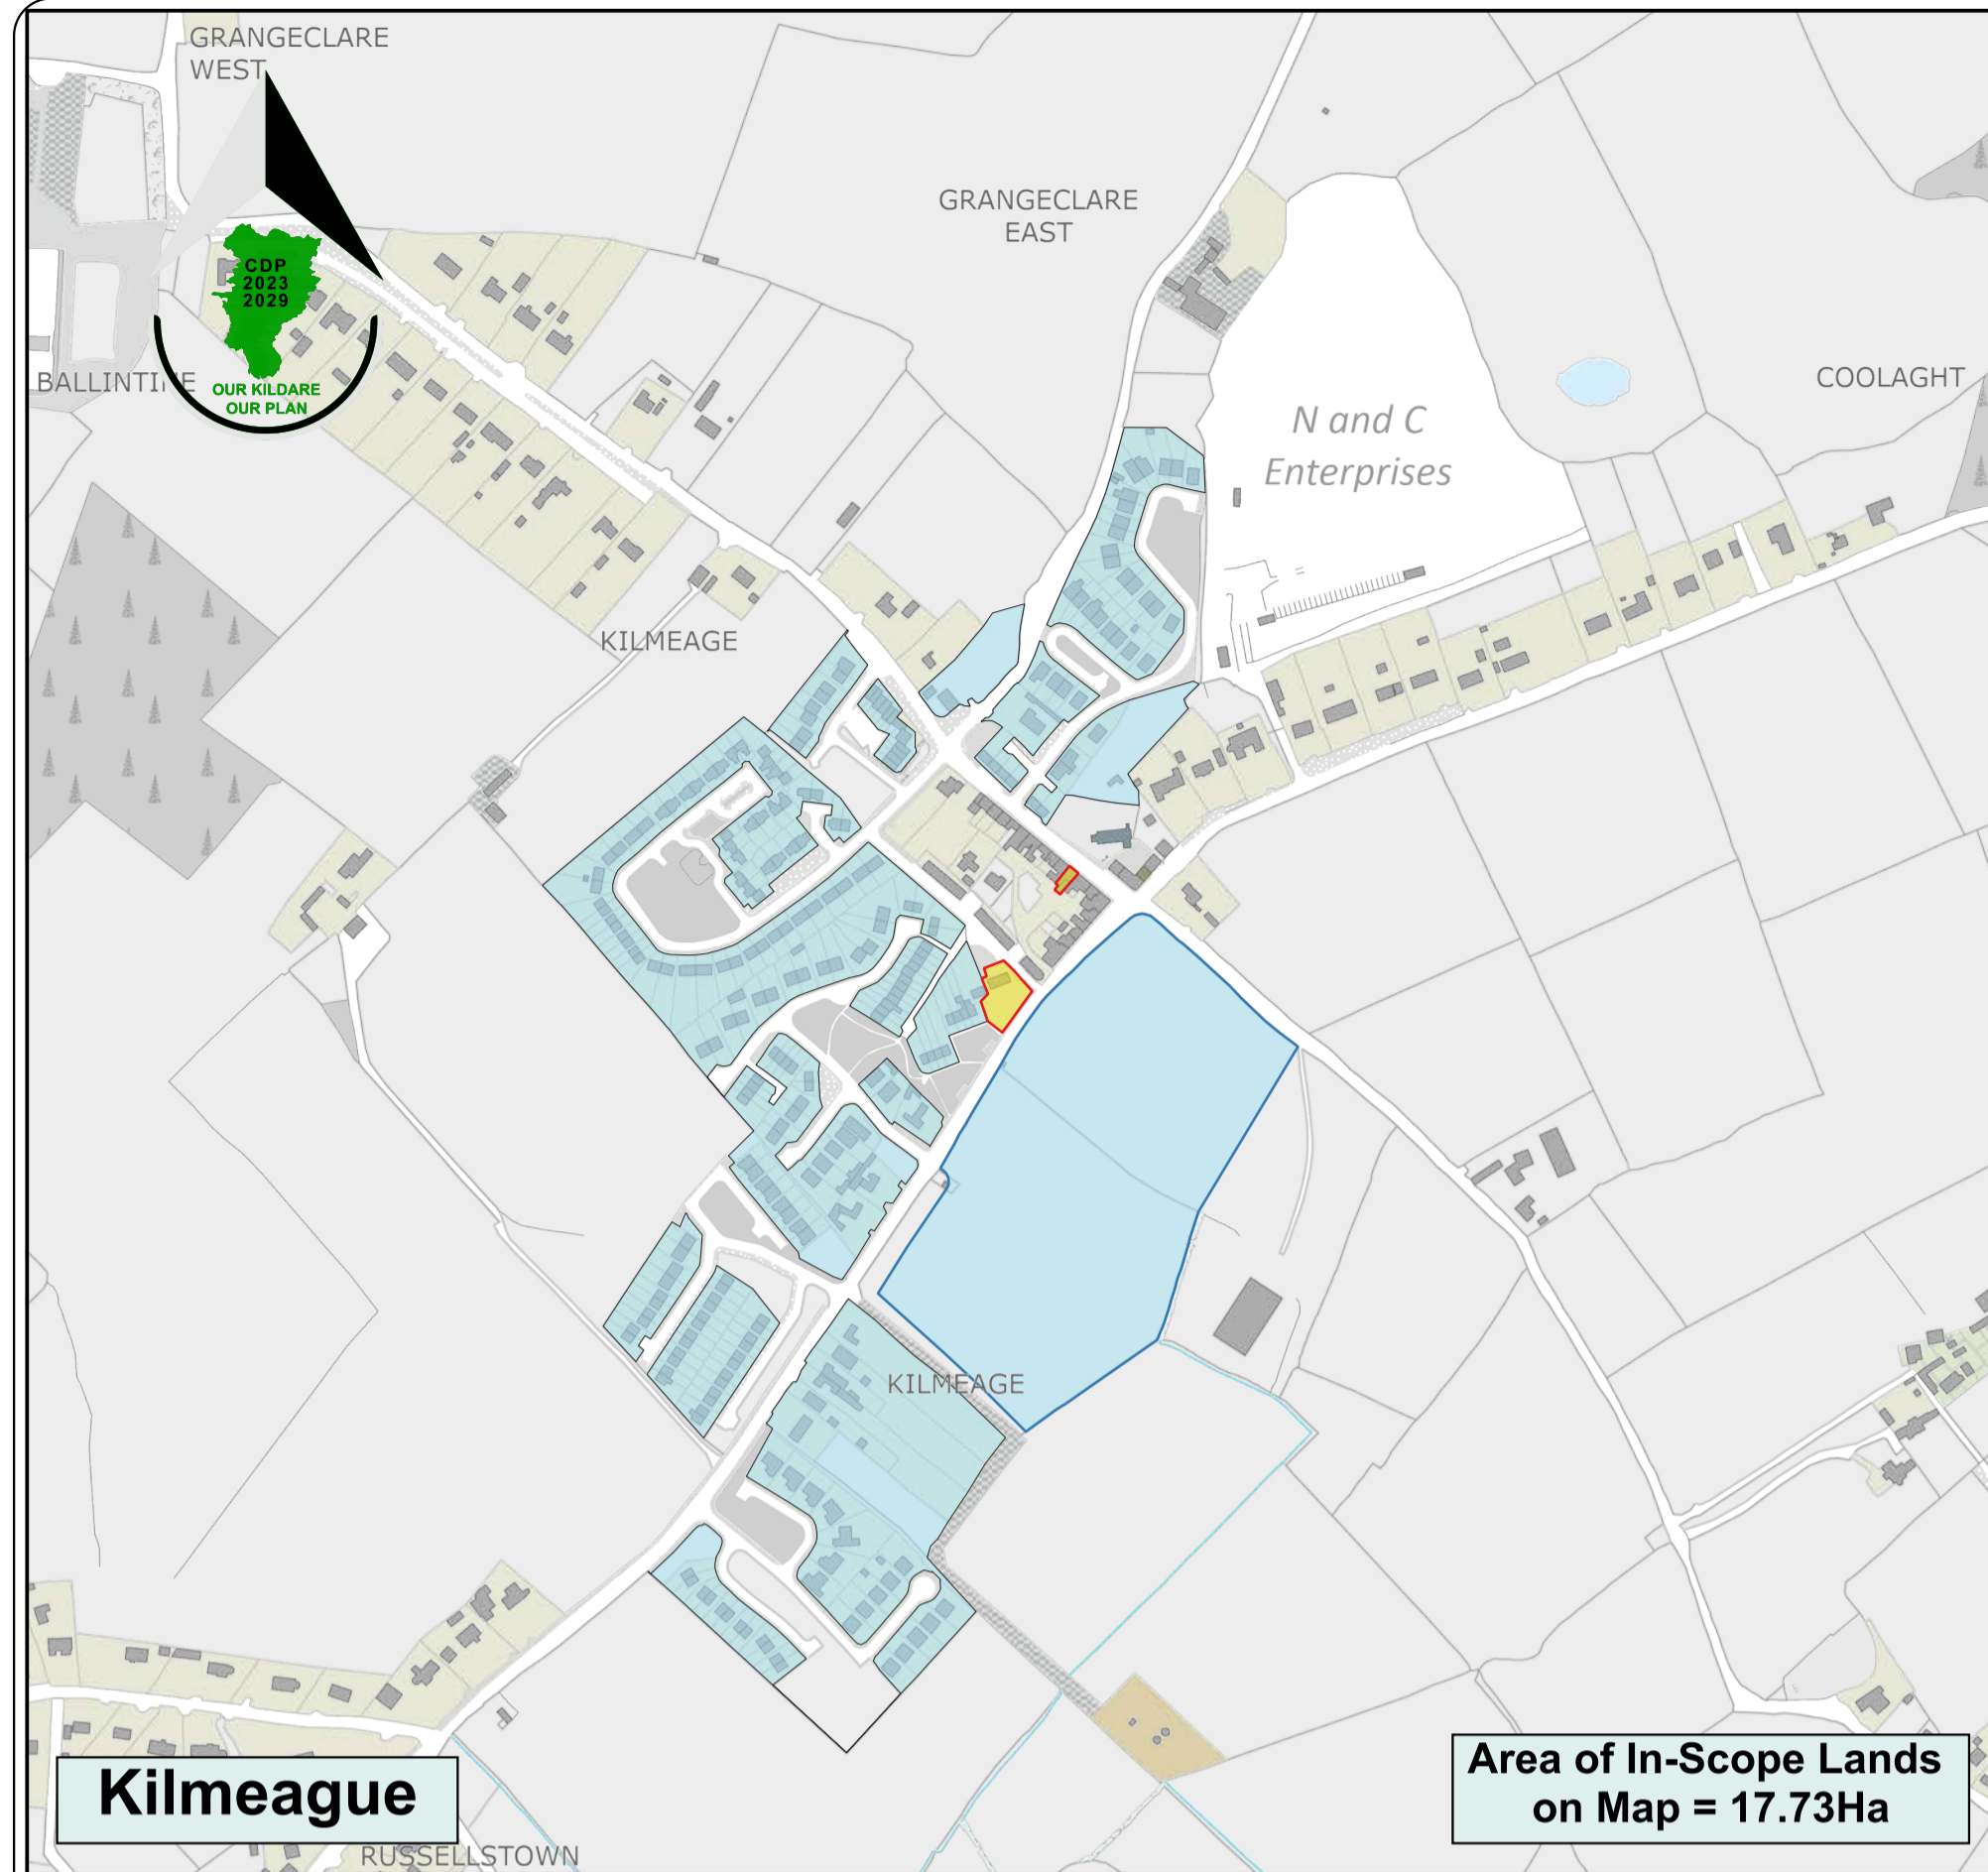 GRANGECLARE
WEST
GRANGECLARE
EAST
CDP
2023
2029
OUR KILDARE
OUR PLAN
BALLINTINE
COOLAGHT
N and C
Enterprises
KILMEAGE
KILMEAGE
Kilmeague
Area of In-Scope Lands
on Map = 17.73Ha
RUSSELLSTOWN